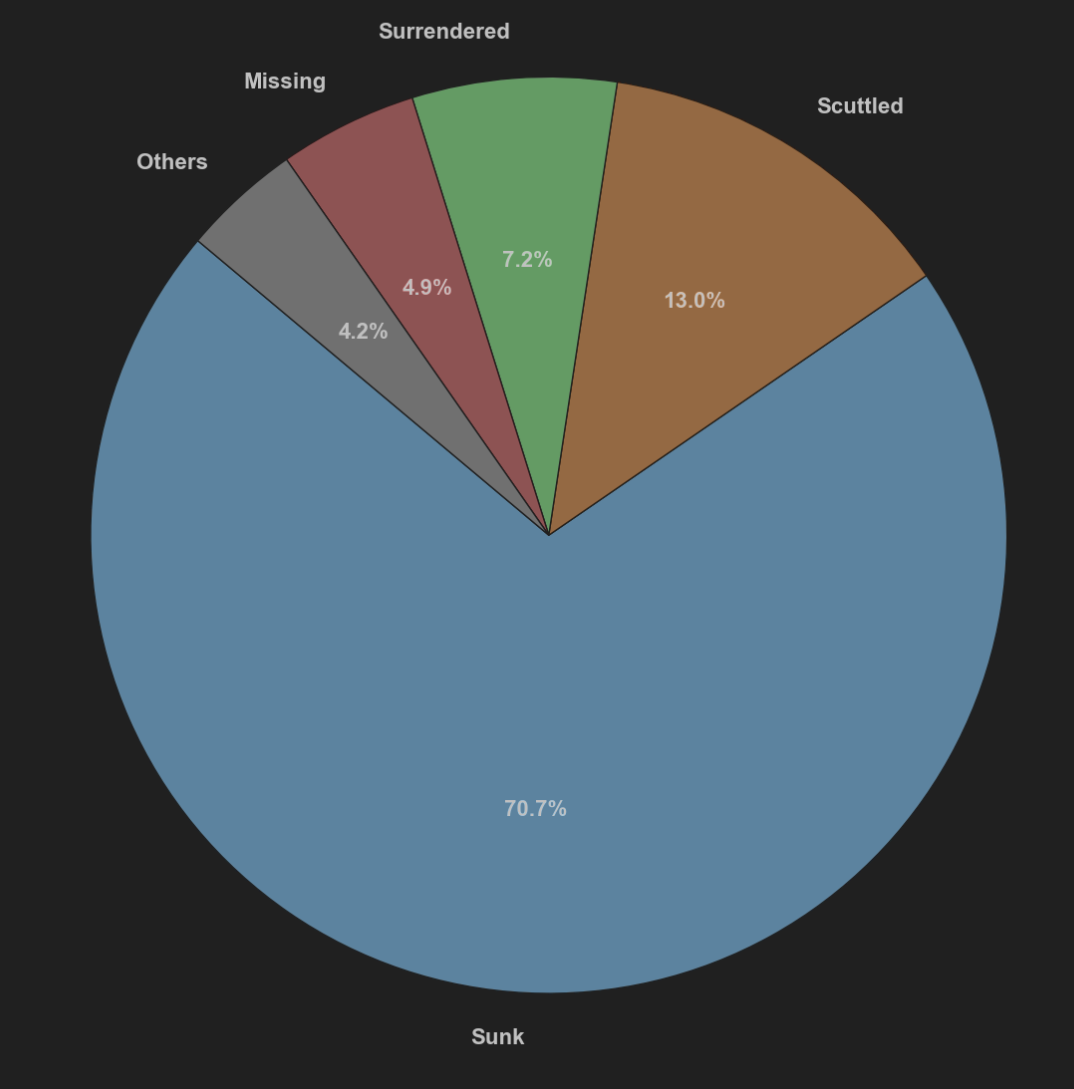 Surrendered
Missing
Scuttled
Others
7.2%
4.9%
13.0%
4.2%
70.7%
Sunk